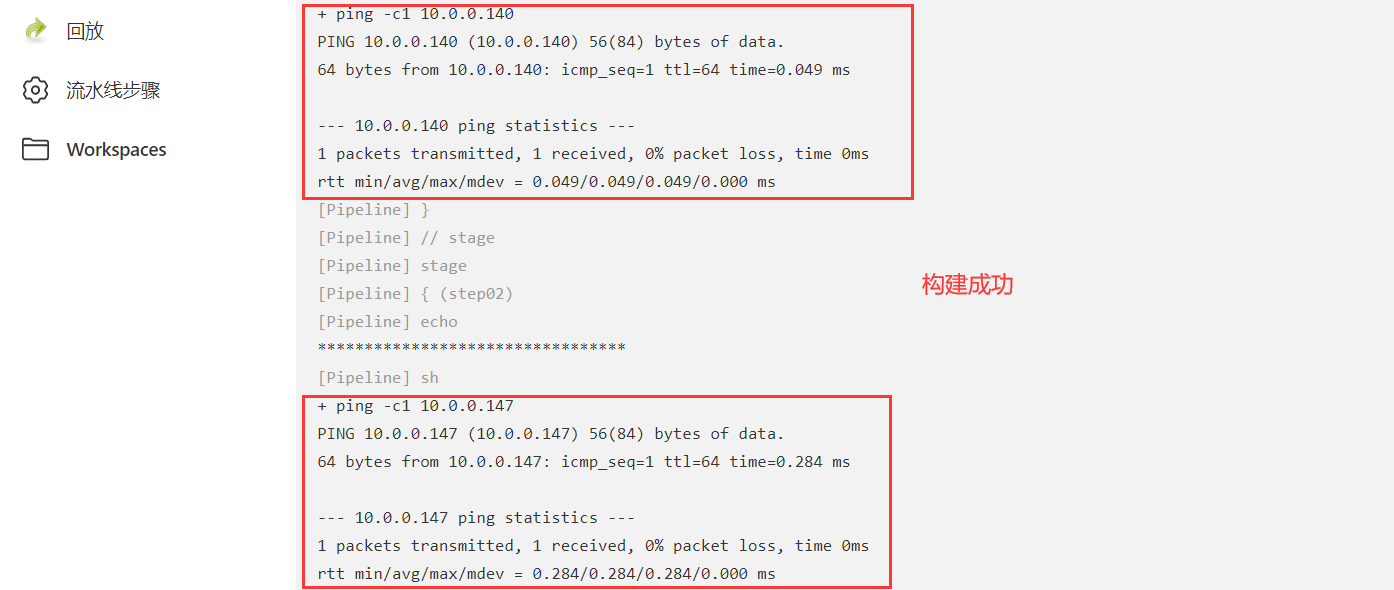 回放
流水线步骤
Workspaces
+ ping -c1 10.0.0.140
PING 10.0.0.140 (10.0.0.140) 56(84) bytes of data.
64 bytes from 10.0.0.140: icmp_seq=1 ttl=64 time=0.049 ms
--- 10.0.0.140 ping statistics ---
1 packets transmitted, 1 received, 0% packet loss, time 0ms
rtt min/avg/max/mdev = 0.049/0.049/0.049/0.000 ms
[Pipeline] }
[Pipeline] // stage
[Pipeline] stage
[Pipeline] { (step02)
[Pipeline] echo
*********************************
[Pipeline] sh
+ ping -c1 10.0.0.147
PING 10.0.0.147 (10.0.0.147) 56(84) bytes of data.
64 bytes from 10.0.0.147: icmp_seq=1 ttl=64 time=0.284 ms
--- 10.0.0.147 ping statistics ---
1 packets transmitted, 1 received, 0% packet loss, time 0ms
rtt min/avg/max/mdev = 0.284/0.284/0.284/0.000 ms
构建成功